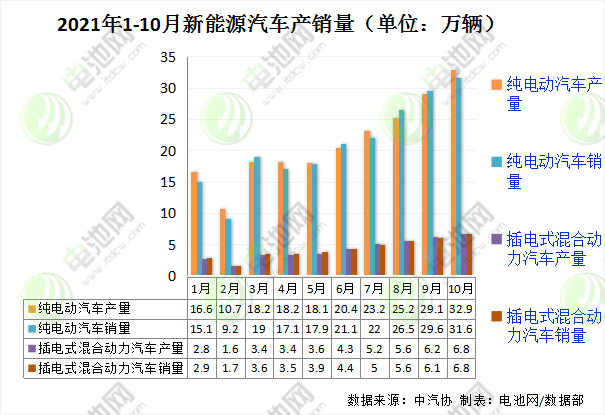 2021年1-10月新能源汽车产销量（单位：万辆）
35
30
25
20
15
10
5
0
纯电动汽车产
量
纯电动汽车销
量
插电式混合动
力汽车产量
插电式混合动
力汽车销量
1月 2月 3月 4月 5月 6月 7月 8月 9月 10月
纯电动汽车产量 16.6 10.7 18.2 18.2 18.1 20.4 23.2 25.2 29.1 32.9
纯电动汽车销量 15.1 9.2 19 17.1 17.9 21.1 22 26.5 29.6 31.6
插电式混合动力汽车产量 2.8 1.6 3.4 3.4 3.6 4.3 5.2 5.6 6.2 6.8
插电式混合动力汽车销量 2.9 1.7 3.6 3.5 3.9 4.4 5 5.6 6.1 6.8
数据来源：中汽协 制表：电池网/数据部
电池网
www.itdcw.com